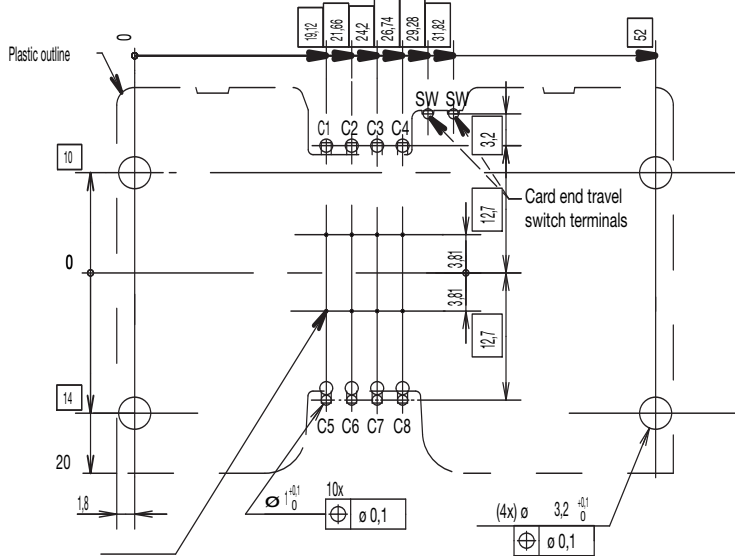 19,12 21,66 24,2 26,74 29,28 31,82 52
0
Plastic outline
SW SW
C1 C2 C3 C4
3,2
10
12,7
Card end travel
switch terminals
0
3,81
3,81
12,7
14
C5 C6 C7 C8
20
1,8
ø 1 +0,1 0
10x
⌖ ø 0,1
(4x) ø 3,2 +0,1 0
⌖ ø 0,1